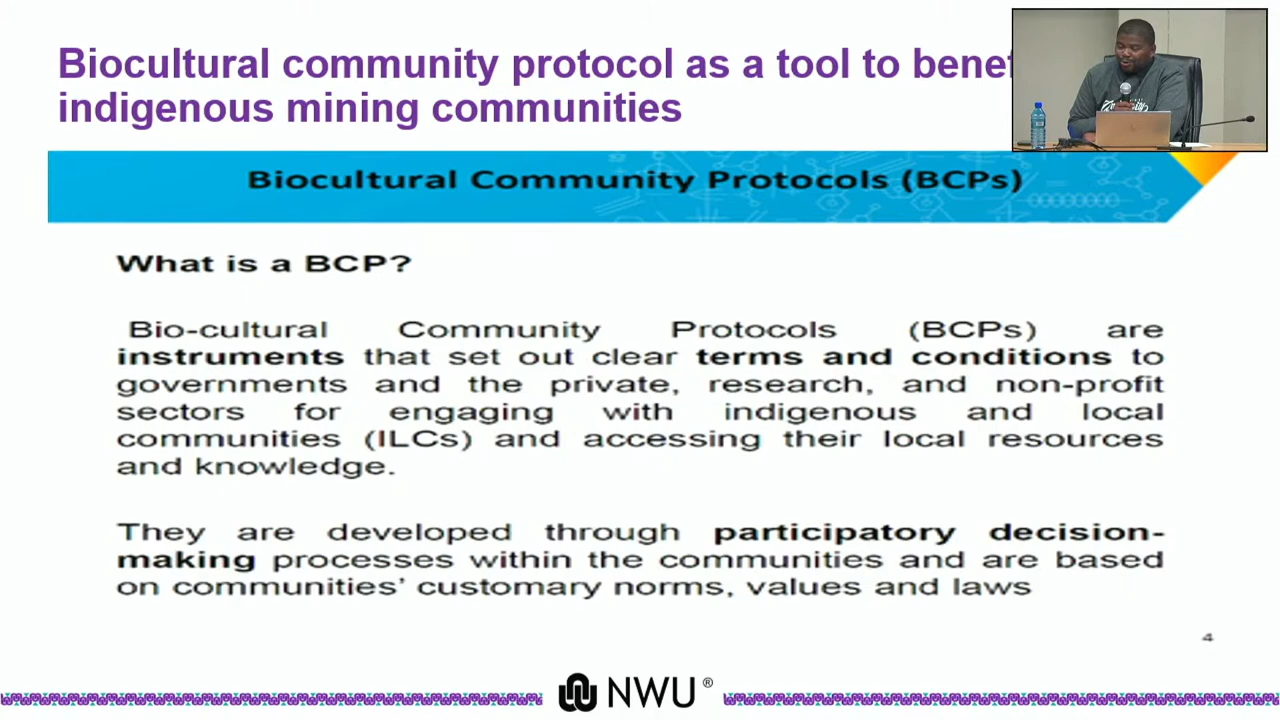 Biocultural community protocol as a tool to
indigenous mining communities
Biocultural Community Protocols (BCPs)
What is a BCP?
Bio-cultural Community Protocols (BCPs) are
instruments that set out clear terms and conditions to
governments and the private, research, and non-profit
sectors for engaging with indigenous and local
communities (ILCs) and accessing their local resources
and knowledge.
They are developed through participatory decision-
making processes within the communities and are based
on communities' customary norms, values and laws
4
NWU®